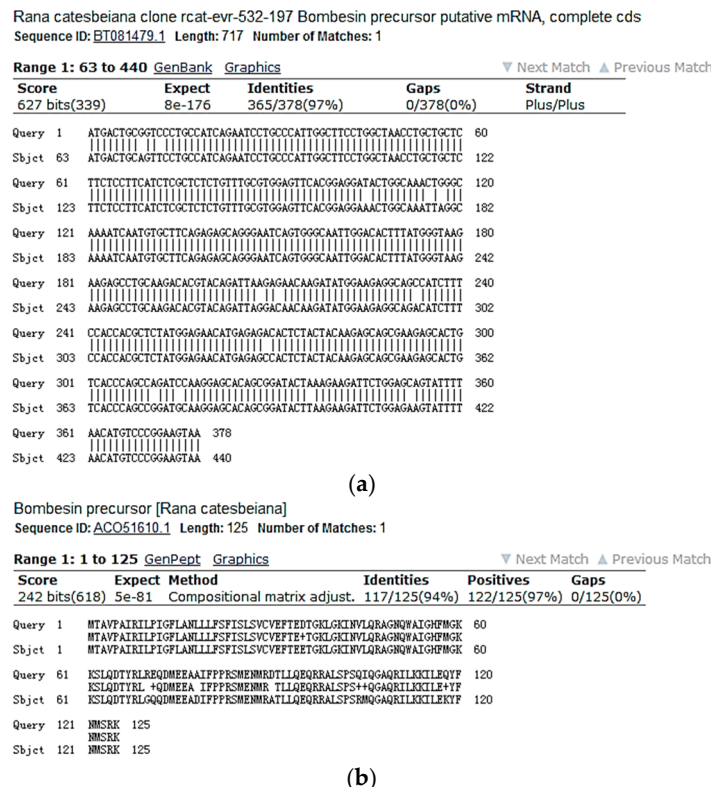 Rana catesbeiana clone rcat-evr-532-197 Bombesin precursor putative mRNA, complete cds
Sequence ID: BT081479.1 Length: 717 Number of Matches: 1
Range 1: 63 to 440 GenBank Graphics ▼ Next Match ▲ Previous Match
Score Expect Identities Gaps Strand
627 bits(339) 8e-176 365/378(97%) 0/378(0%) Plus/Plus
Query 1 ATGACTGCGGTCCCTGCCATCAGAATCCTGCCCATTGGCTTCCTGGCTAACCTGCTGCTC 60
Sbjct 63 ATGACTGCAGTTCCTGCCATCAGAATCCTGCCCATTGGCTTCCTGGCTAACCTGCTGCTC 122
Query 61 TTCTCCTTCATCTCGCTCTCTGTTTGCGTGGAGTTCACGGAGGATACTGGCAAACTGGGC 120
Sbjct 123 TTCTCCTTCATCTCGCTCTCTGTTTGCGTGGAGTTCACGGAGGAAACTGGCAAATTAGGC 182
Query 121 AAAATCAATGTGCTTCAGAGAGCAGGGAATCAGTGGGCAATTGGACACTTTATGGGTAAG 180
Sbjct 183 AAAATCAATGTGCTTCAGAGAGCAGGGAATCAGTGGGCAATTGGACACTTTATGGGTAAG 242
Query 181 AAGAGCCTGCAAGACACGTACAGATTAAGAGAACAAGATATGGAAGAGGCAGCCATCTTT 240
Sbjct 243 AAGAGCCTGCAAGACACGTACAGATTAGGACAACAAGATATGGAAGAGGCAGACATCTTT 302
Query 241 CCACCACGCTCTATGGAGAACATGAGAGACACTCTACTACAAGAGCAGCGAAGAGCACTG 300
Sbjct 303 CCACCACGCTCTATGGAGAACATGAGAGCCACTCTACTACAAGAGCAGCGAAGAGCACTG 362
Query 301 TCACCCAGCCAGATCCAAGGAGCACAGCGGATACTAAAGAAGATTCTGGAGCAGTATTTT 360
Sbjct 363 TCACCCAGCCGGATGCAAGGAGCACAGCGGATACTTAAGAAGATTCTGGAGAAGTATTTT 422
Query 361 AACATGTCCCGGAAGTAA 378
Sbjct 423 AACATGTCCCGGAAGTAA 440
(a)
Bombesin precursor [Rana catesbeiana]
Sequence ID: ACO51610.1 Length: 125 Number of Matches: 1
Range 1: 1 to 125 GenPept Graphics ▼ Next Match ▲ Previous Match
Score Expect Method Identities Positives Gaps
242 bits(618) 5e-81 Compositional matrix adjust. 117/125(94%) 122/125(97%) 0/125(0%)
Query 1 MTAVPAIRILPIGFLANLLLFSFISLSVCVEFTEDTGKLGKINVLQRAGNQWAIGHFMGK 60
MTAVPAIRILPIGFLANLLLFSFISLSVCVEFTE+TGKLGKINVLQRAGNQWAIGHFMGK
Sbjct 1 MTAVPAIRILPIGFLANLLLFSFISLSVCVEFTEETGKLGKINVLQRAGNQWAIGHFMGK 60
Query 61 KSLQDTYRLREQDMEEAAIFPPRSMENMRDTLLQEQRRALSPSQIQGAQRILKKILEQYF 120
KSLQDTYRL +QDMEEA IFPPRSMENMR TLLQEQRRALSPS++QGAQRILKKILE+YF
Sbjct 61 KSLQDTYRLGQQDMEEADIFPPRSMENMRATLLQEQRRALSPSRMQGAQRILKKILEKYF 120
Query 121 NMSRK 125
NMSRK
Sbjct 121 NMSRK 125
(b)